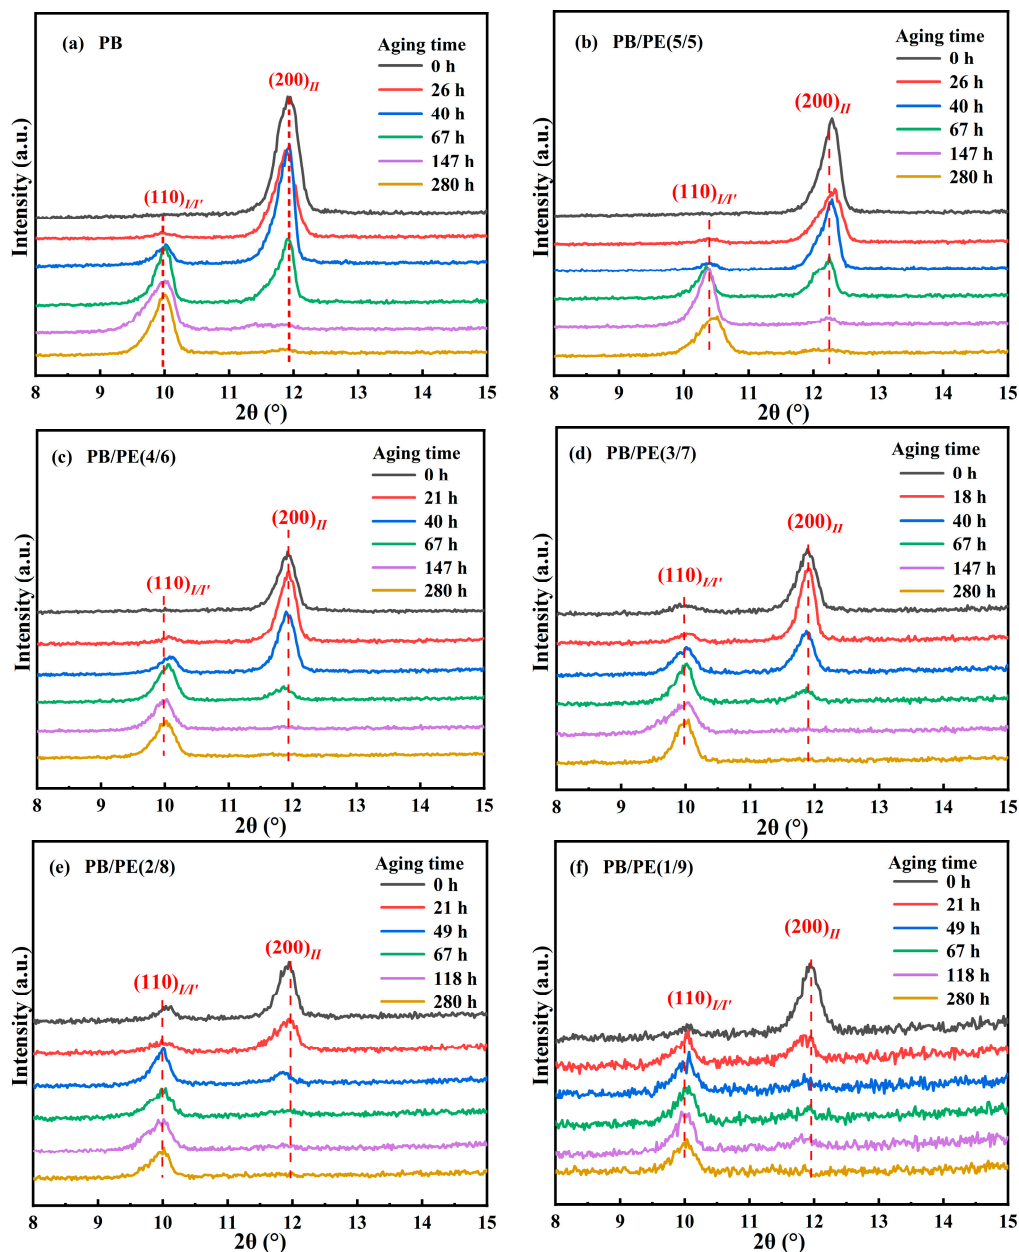 (a) PB
Aging time
0 h
26 h
40 h
67 h
147 h
280 h
(200)II
(110)I/I'
Intensity (a.u.)
8 9 10 11 12 13 14 15
2θ (°)
(b) PB/PE(5/5)
Aging time
0 h
26 h
40 h
67 h
147 h
280 h
(200)II
(110)I/I'
Intensity (a.u.)
8 9 10 11 12 13 14 15
2θ (°)
(c) PB/PE(4/6)
Aging time
0 h
21 h
40 h
67 h
147 h
280 h
(200)II
(110)I/I'
Intensity (a.u.)
8 9 10 11 12 13 14 15
2θ (°)
(d) PB/PE(3/7)
Aging time
0 h
18 h
40 h
67 h
147 h
280 h
(200)II
(110)I/I'
Intensity (a.u.)
8 9 10 11 12 13 14 15
2θ (°)
(e) PB/PE(2/8)
Aging time
0 h
21 h
49 h
67 h
118 h
280 h
(200)II
(110)I/I'
Intensity (a.u.)
8 9 10 11 12 13 14 15
2θ (°)
(f) PB/PE(1/9)
Aging time
0 h
21 h
49 h
67 h
118 h
280 h
(200)II
(110)I/I'
Intensity (a.u.)
8 9 10 11 12 13 14 15
2θ (°)